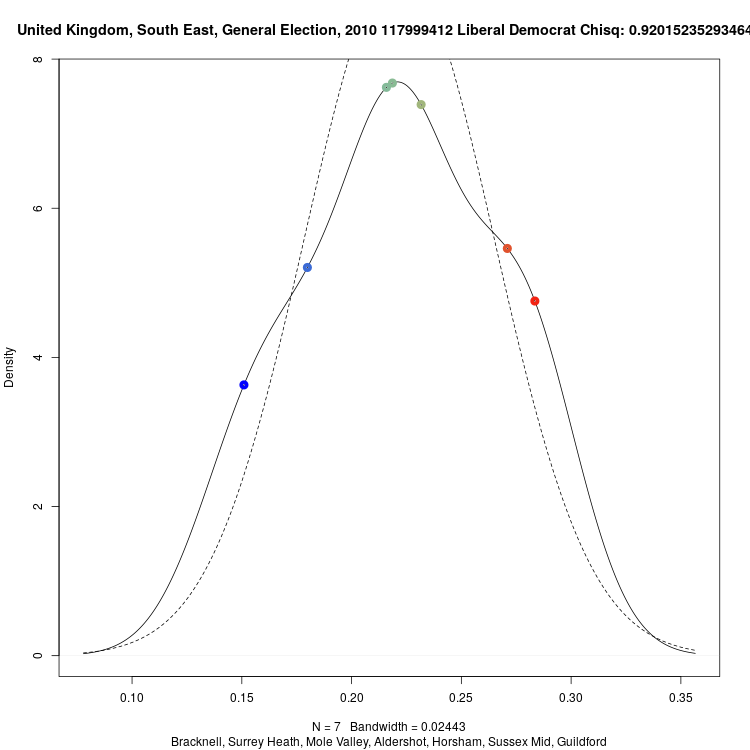 United Kingdom, South East, General Election, 2010 117999412 Liberal Democrat Chisq: 0.92015235293464
Density
8
6
4
2
0
0.10 0.15 0.20 0.25 0.30 0.35
N = 7 Bandwidth = 0.02443
Bracknell, Surrey Heath, Mole Valley, Aldershot, Horsham, Sussex Mid, Guildford